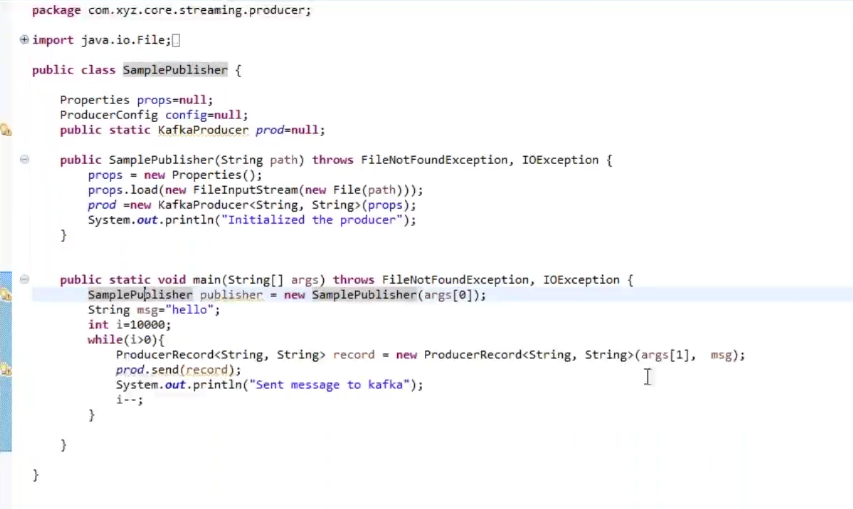 package com.xyz.core.streaming.producer;
import java.io.File;
public class SamplePublisher {
Properties props=null;
ProducerConfig config=null;
public static KafkaProducer prod=null;
public SamplePublisher(String path) throws FileNotFoundException, IOException {
props = new Properties();
props.load(new FileInputStream(new File(path)));
prod =new KafkaProducer<String, String>(props);
System.out.println("Initialized the producer");
}
public static void main(String[] args) throws FileNotFoundException, IOException {
SamplePublisher publisher = new SamplePublisher(args[0]);
String msg="hello";
int i=10000;
while(i>0){
ProducerRecord<String, String> record = new ProducerRecord<String, String>(args[1], msg);
prod.send(record);
System.out.println("Sent message to kafka");
i--;
}
}
}